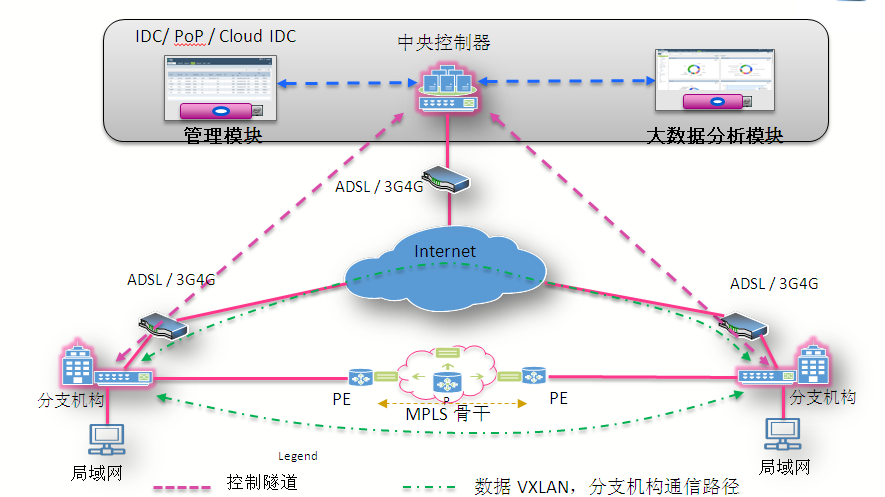 IDC/ PoP / Cloud IDC
中央控制器
管理模块
大数据分析模块
ADSL / 3G4G
Internet
ADSL / 3G4G
ADSL / 3G4G
分支机构
PE
P
MPLS 骨干
PE
分支机构
局域网
局域网
Legend
控制隧道
数据 VXLAN，分支机构通信路径